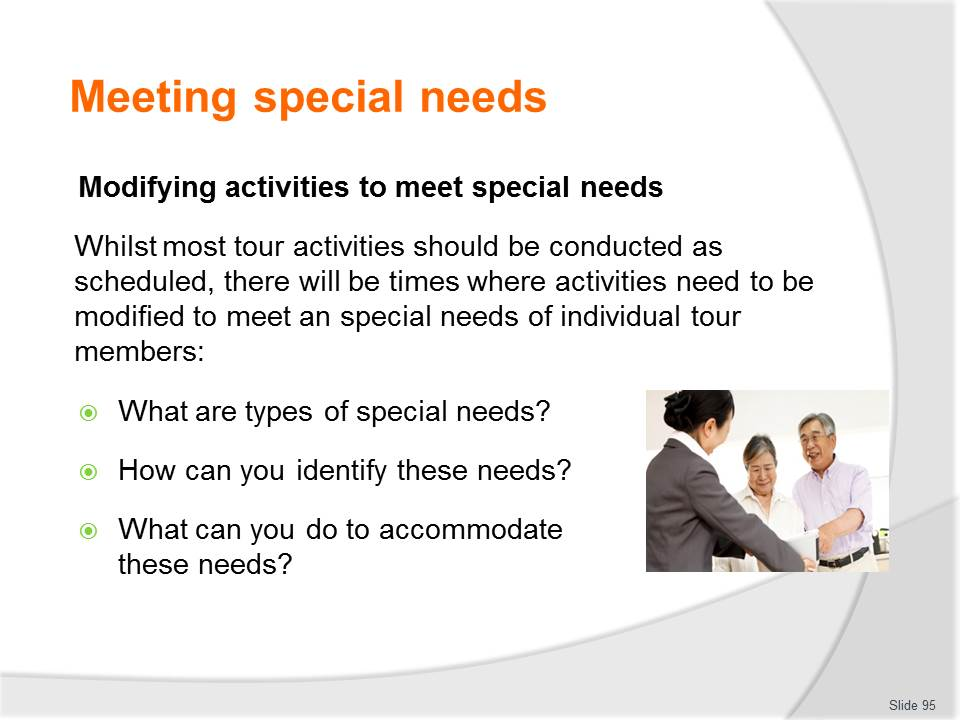 Meeting special needs
Modifying activities to meet special needs
Whilst most tour activities should be conducted as
scheduled, there will be times where activities need to be
modified to meet an special needs of individual tour
members:
What are types of special needs?
How can you identify these needs?
What can you do to accommodate
these needs?
Slide 95